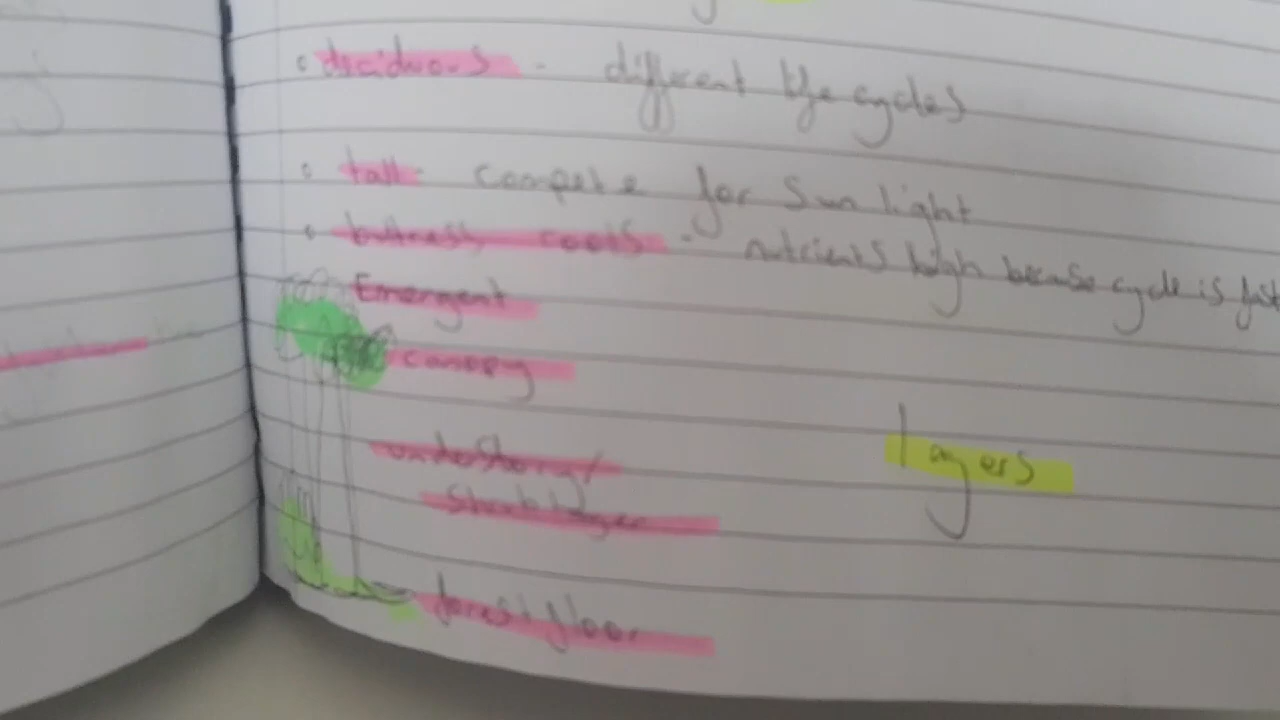 deciduous - different life cycles
tall - compete for sun light
buttress roots - nutrients high because cycle is fast
Emergent
canopy
layers
understory/
Shrub layer
forest floor